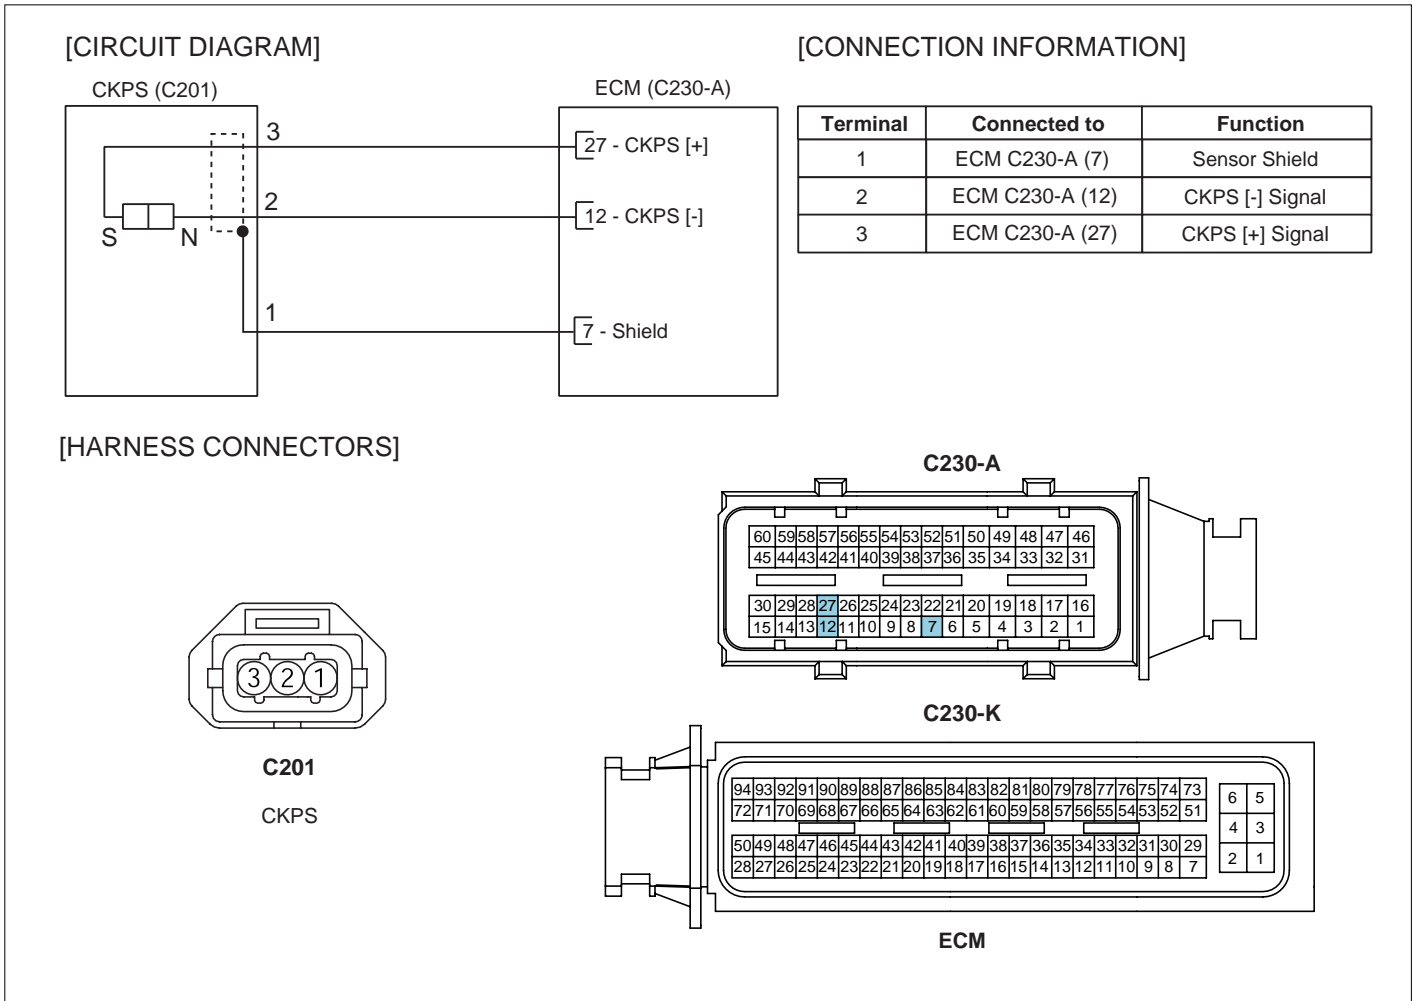 [CIRCUIT DIAGRAM]
CKPS (C201)
ECM (C230-A)
3
27 - CKPS [+]
2
12 - CKPS [-]
S
N
1
7 - Shield
[CONNECTION INFORMATION]
Terminal Connected to Function
1 ECM C230-A (7) Sensor Shield
2 ECM C230-A (12) CKPS [-] Signal
3 ECM C230-A (27) CKPS [+] Signal
[HARNESS CONNECTORS]
3 2 1
C201
CKPS
C230-A
60 59 58 57 56 55 54 53 52 51 50 49 48 47 46
45 44 43 42 41 40 39 38 37 36 35 34 33 32 31
30 29 28 27 26 25 24 23 22 21 20 19 18 17 16
15 14 13 12 11 10 9 8 7 6 5 4 3 2 1
C230-K
94 93 92 91 90 89 88 87 86 85 84 83 82 81 80 79 78 77 76 75 74 73
72 71 70 69 68 67 66 65 64 63 62 61 60 59 58 57 56 55 54 53 52 51
50 49 48 47 46 45 44 43 42 41 40 39 38 37 36 35 34 33 32 31 30 29
28 27 26 25 24 23 22 21 20 19 18 17 16 15 14 13 12 11 10 9 8 7
6 5
4 3
2 1
ECM